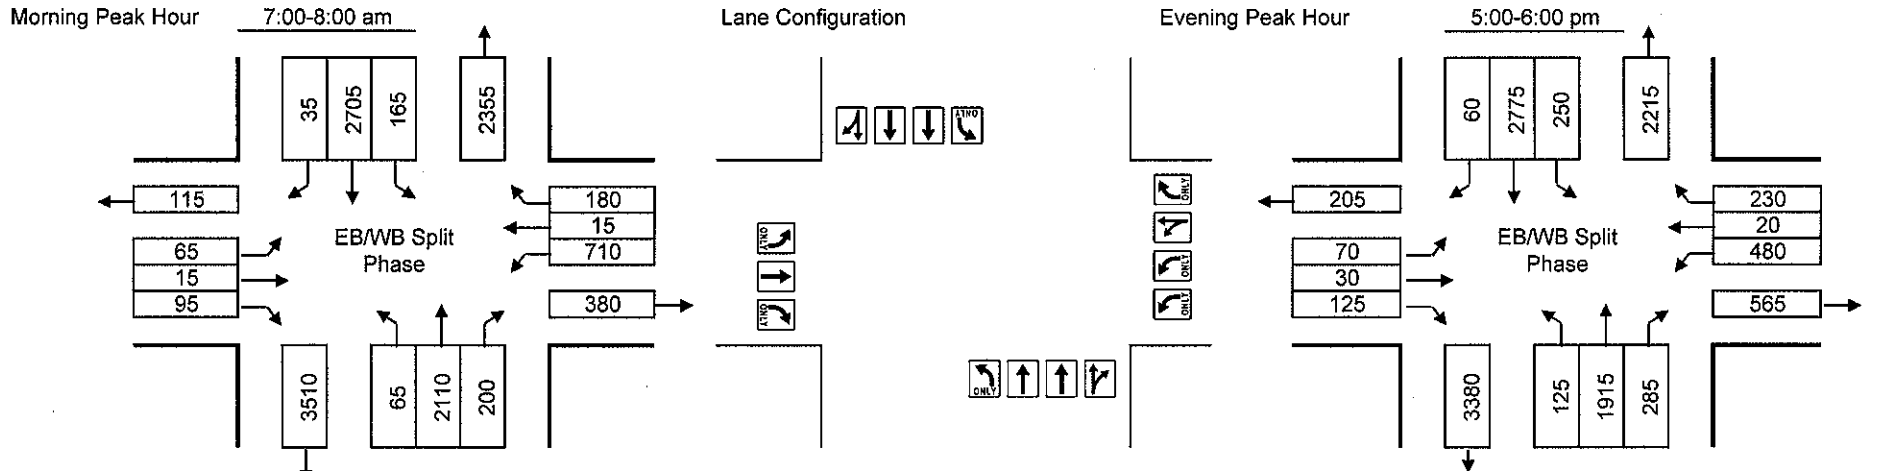 Morning Peak Hour 7:00-8:00 am Lane Configuration Evening Peak Hour 5:00-6:00 pm
35 2705 165 2355
115
65
15
95
EB/WB Split
Phase
180
15
710
380
3510
65 2110 200
ONLY
ONLY
ONLY
ONLY
ONLY
ONLY
ONLY
60 2775 250 2215
205
70
30
125
EB/WB Split
Phase
230
20
480
565
3380
125 1915 285